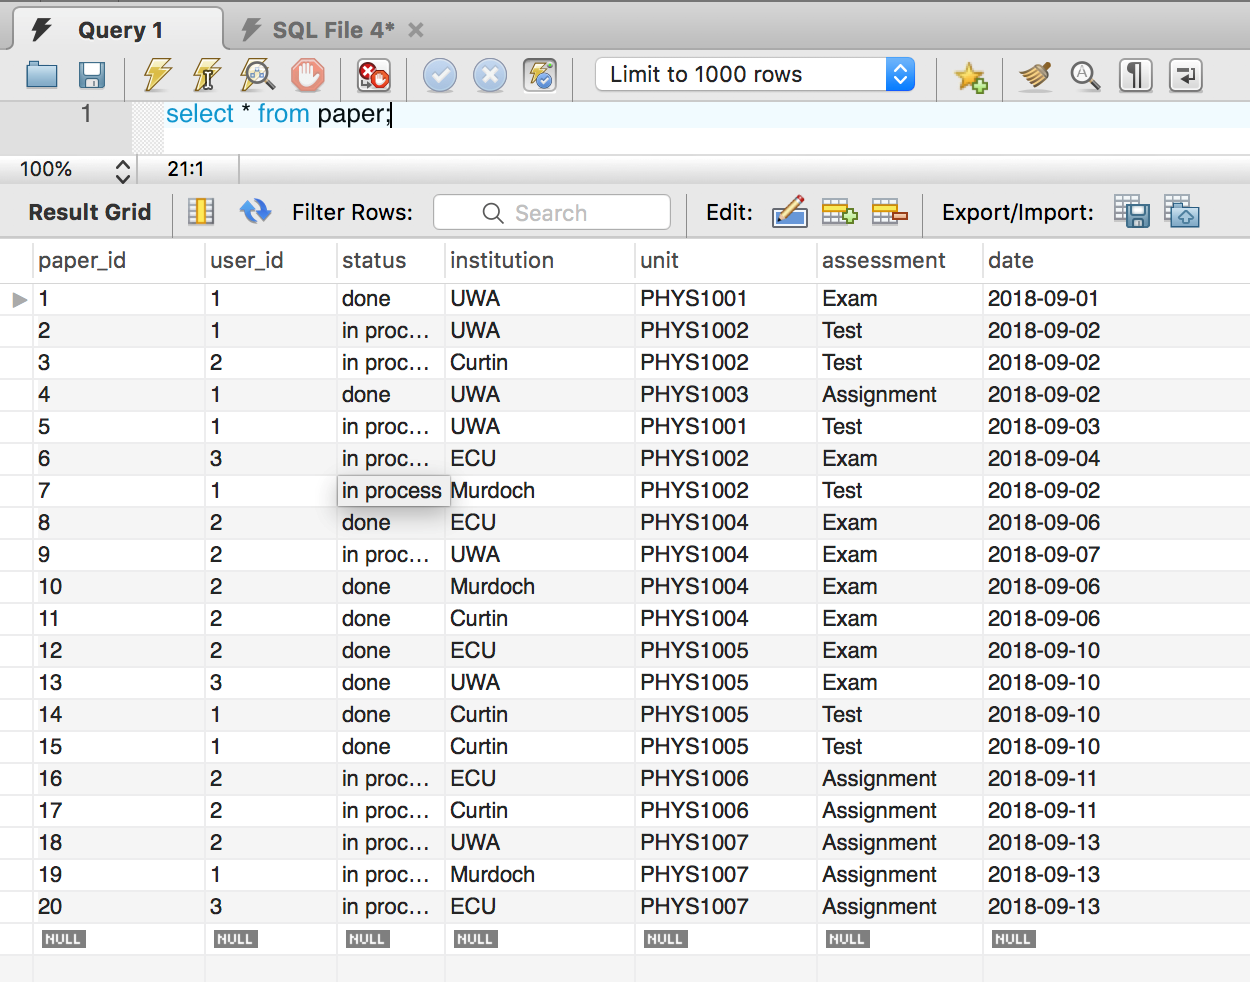 Query 1 SQL File 4*
Limit to 1000 rows
1 select * from paper;
100% 21:1
Result Grid Filter Rows: Search Edit: Export/Import:
paper_id user_id status institution unit assessment date
1 1 done UWA PHYS1001 Exam 2018-09-01
2 1 in proc... UWA PHYS1002 Test 2018-09-02
3 2 in proc... Curtin PHYS1002 Test 2018-09-02
4 1 done UWA PHYS1003 Assignment 2018-09-02
5 1 in proc... UWA PHYS1001 Test 2018-09-03
6 3 in proc... ECU PHYS1002 Exam 2018-09-04
7 1 in process Murdoch PHYS1002 Test 2018-09-02
8 2 done ECU PHYS1004 Exam 2018-09-06
9 2 in proc... UWA PHYS1004 Exam 2018-09-07
10 2 done Murdoch PHYS1004 Exam 2018-09-06
11 2 done Curtin PHYS1004 Exam 2018-09-06
12 2 done ECU PHYS1005 Exam 2018-09-10
13 3 done UWA PHYS1005 Exam 2018-09-10
14 1 done Curtin PHYS1005 Test 2018-09-10
15 1 done Curtin PHYS1005 Test 2018-09-10
16 2 in proc... ECU PHYS1006 Assignment 2018-09-11
17 2 in proc... Curtin PHYS1006 Assignment 2018-09-11
18 2 in proc... UWA PHYS1007 Assignment 2018-09-13
19 1 in proc... Murdoch PHYS1007 Assignment 2018-09-13
20 3 in proc... ECU PHYS1007 Assignment 2018-09-13
NULL NULL NULL NULL NULL NULL NULL